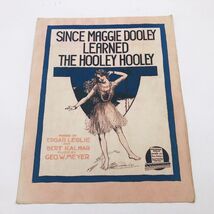 SINCE MAGGIE DOOLEY
LEARNED
THE HOOLEY HOOLEY
WORDS BY
EDGAR LESLIE
AND
BERT KALMAR
MUSIC BY
GEO. W. MEYER